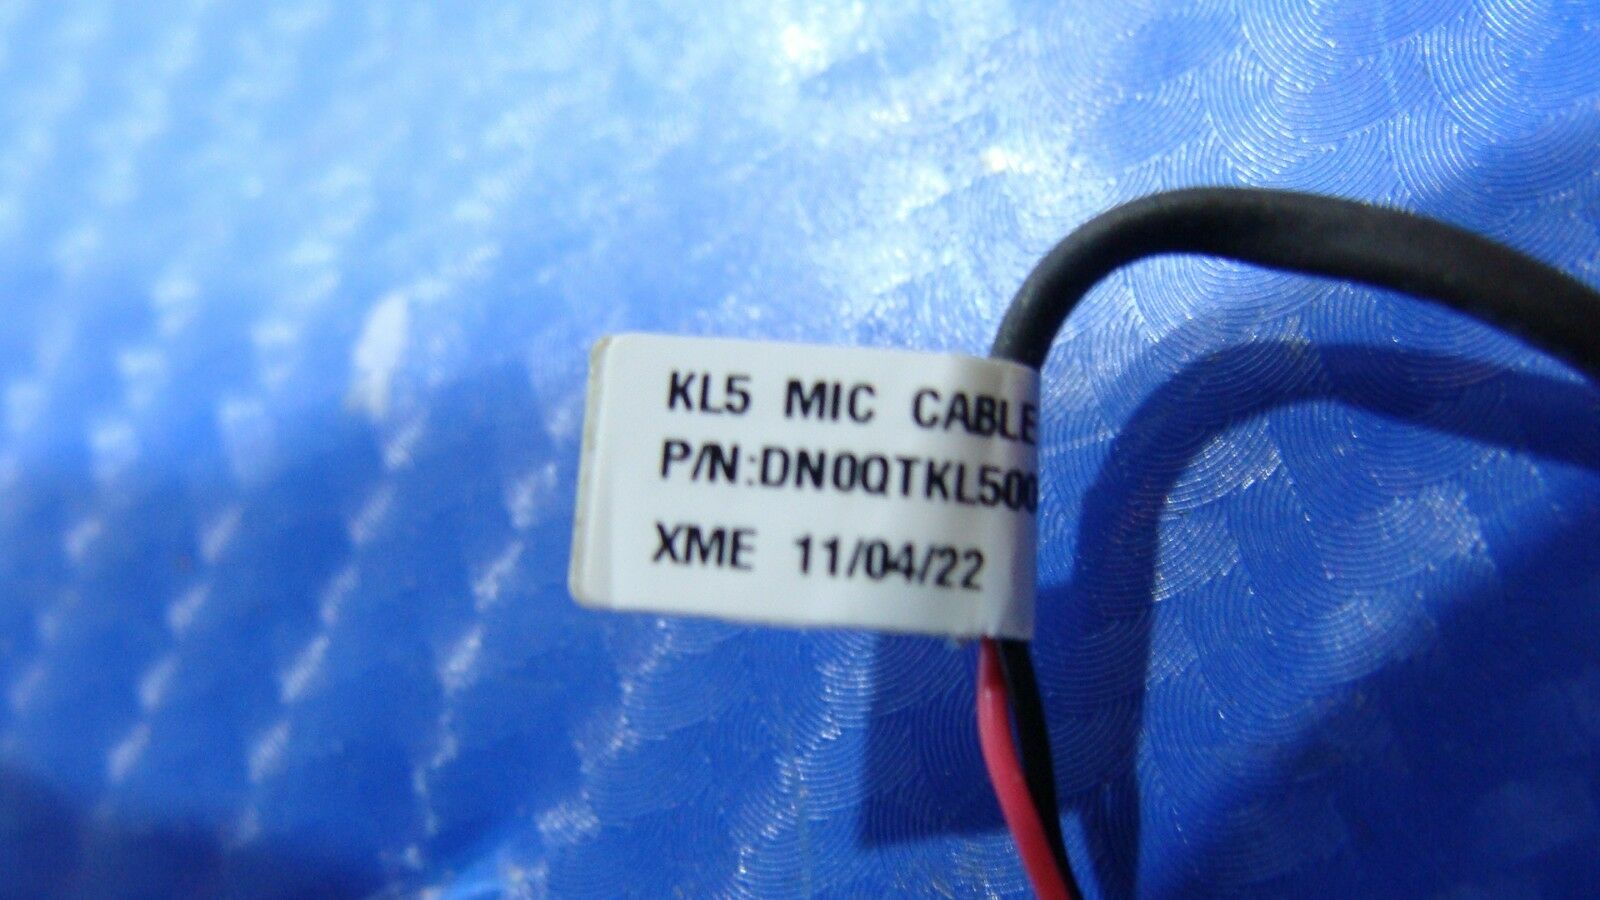 KL5 MIC CABLE
P/N:DN0QTKL500
XME 11/04/22